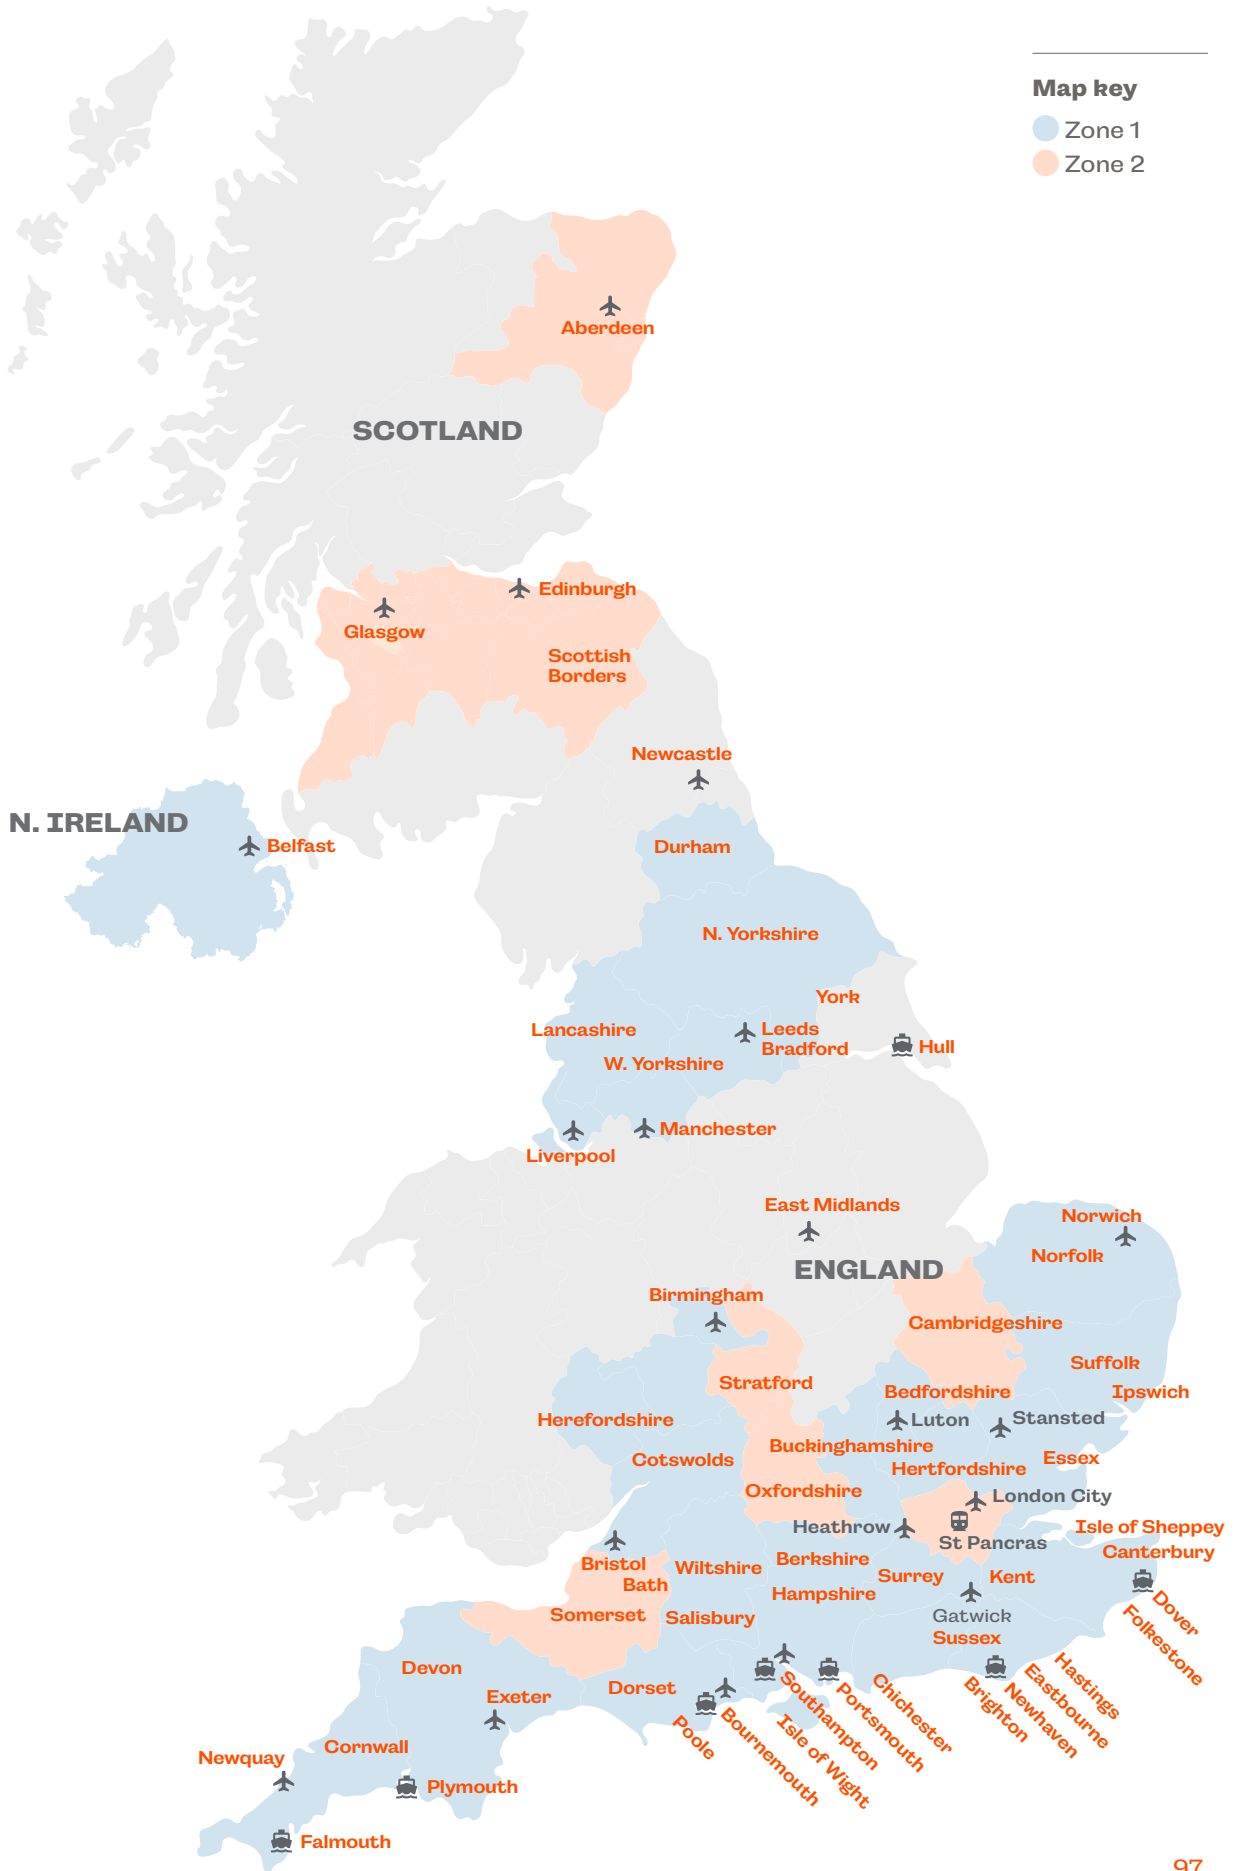 Map key
Zone 1
Zone 2
Aberdeen
SCOTLAND
Edinburgh
Glasgow
Scottish
Borders
Newcastle
N. IRELAND
Belfast
Durham
N. Yorkshire
York
Lancashire
Leeds
Bradford
Hull
W. Yorkshire
Manchester
Liverpool
East Midlands
Norwich
Norfolk
ENGLAND
Birmingham
Cambridgeshire
Suffolk
Stratford
Bedfordshire
Ipswich
Herefordshire
Luton
Stansted
Buckinghamshire
Cotswolds
Essex
Hertfordshire
Oxfordshire
London City
Heathrow
Isle of Sheppey
St Pancras
Canterbury
Bristol
Berkshire
Wiltshire
Surrey
Kent
Bath
Hampshire
Dover
Folkestone
Somerset
Salisbury
Gatwick
Sussex
Devon
Hastings
Eastbourne
Newhaven
Brighton
Chichester
Portsmouth
Southampton
Isle of Wight
Dorset
Exeter
Bournemouth
Poole
Cornwall
Newquay
Plymouth
Falmouth
97